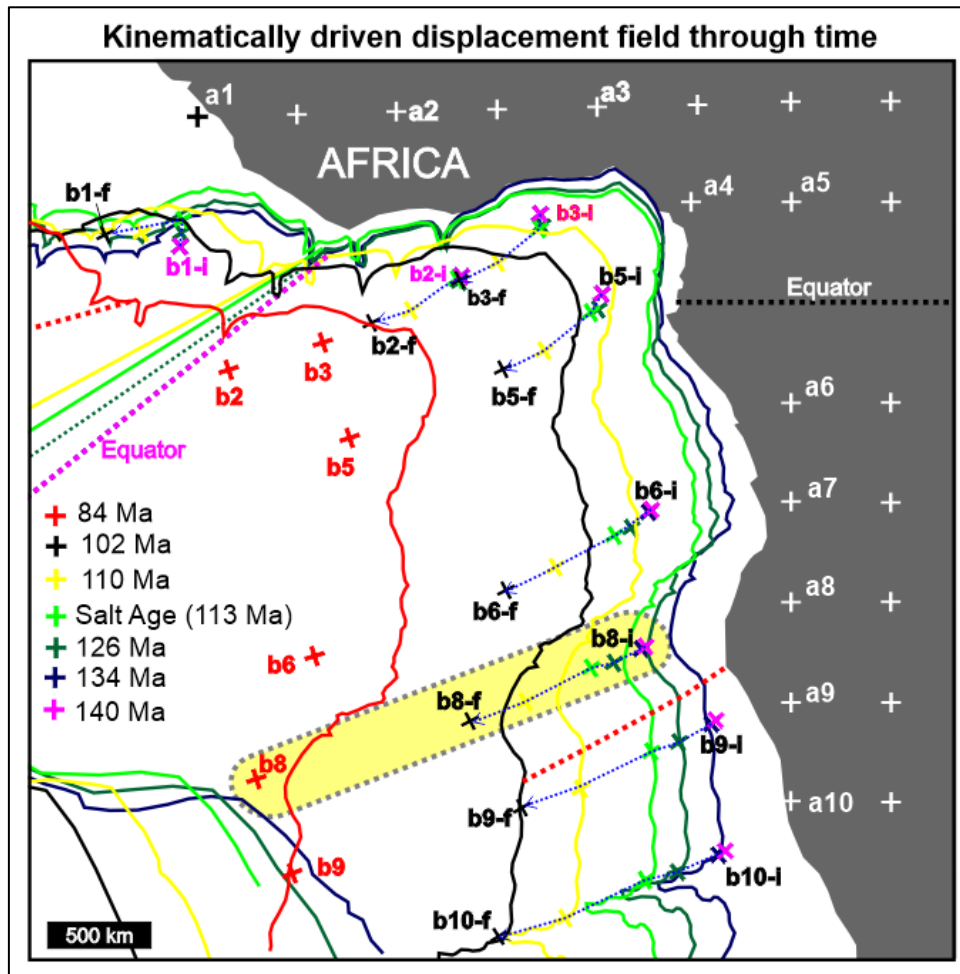 Kinematically driven displacement field through time
a1
a2
a3
AFRICA
b1-f
a4
a5
b3-i
b1-i
b2-i
b5-i
b3-f
Equator
b2-f
b2
b3
b5-f
a6
b5
Equator
b6-i
a7
84 Ma
102 Ma
110 Ma
Salt Age (113 Ma)
126 Ma
134 Ma
140 Ma
b6-f
a8
b8-i
b6
b8-f
a9
b9-i
b8
a10
b9-f
b9
b10-i
b10-f
500 km